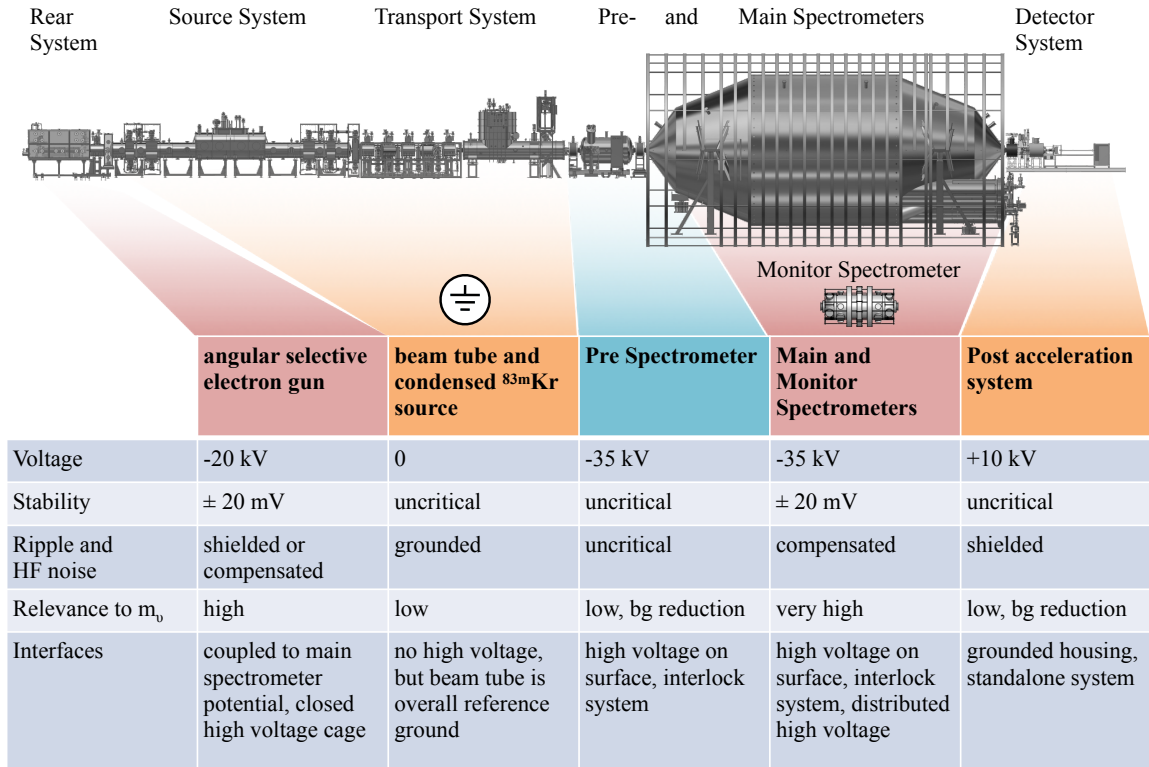 Rear System
Source System
Transport System
Pre- and Main Spectrometers
Detector System
Monitor Spectrometer
angular selective electron gun
beam tube and condensed ⁸³ᵐKr source
Pre Spectrometer
Main and Monitor Spectrometers
Post acceleration system
Voltage
-20 kV
0
-35 kV
-35 kV
+10 kV
Stability
± 20 mV
uncritical
uncritical
± 20 mV
uncritical
Ripple and HF noise
shielded or compensated
grounded
uncritical
compensated
shielded
Relevance to mᵤ
high
low
low, bg reduction
very high
low, bg reduction
Interfaces
coupled to main spectrometer potential, closed high voltage cage
no high voltage, but beam tube is overall reference ground
high voltage on surface, interlock system
high voltage on surface, interlock system, distributed high voltage
grounded housing, standalone system